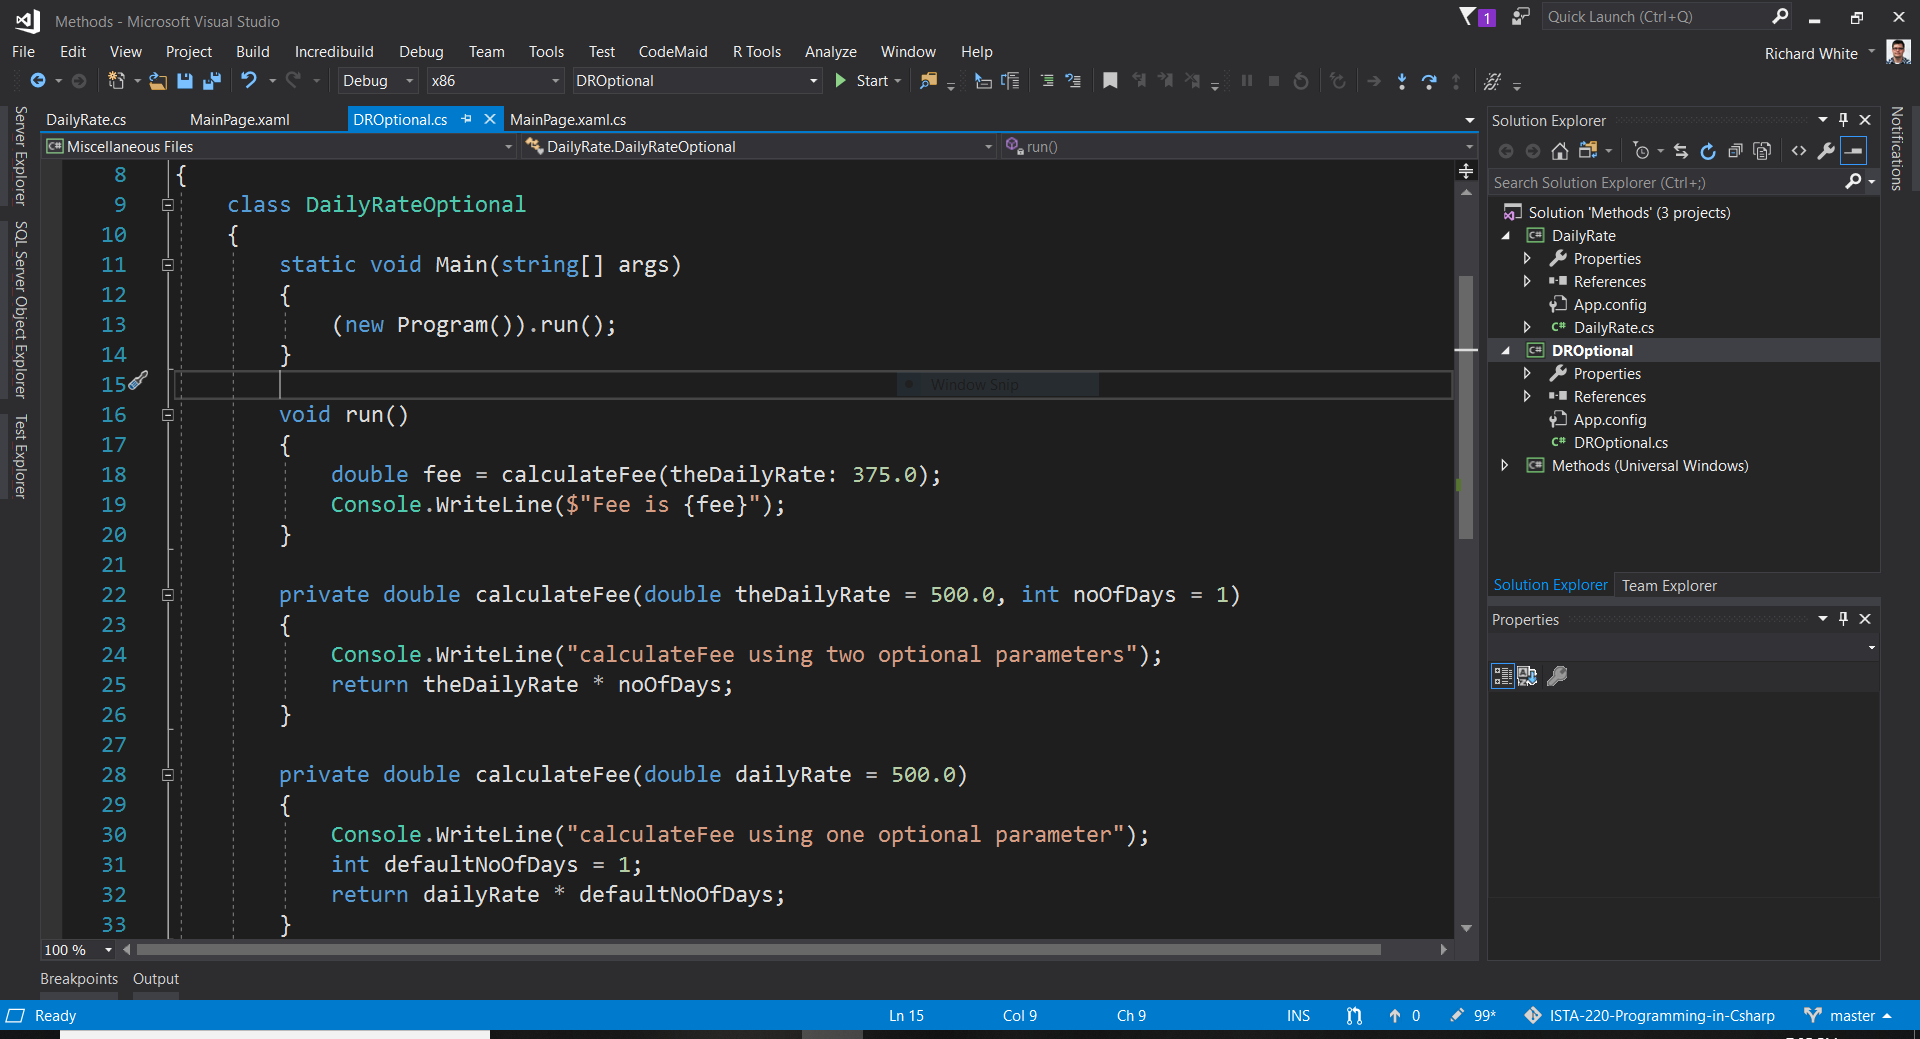 Methods - Microsoft Visual Studio
1
Quick Launch (Ctrl+Q)
File Edit View Project Build Incredibuild Debug Team Tools Test CodeMaid R Tools Analyze Window Help
Richard White
Debug x86 DROptional Start
DailyRate.cs MainPage.xaml DROptional.cs MainPage.xaml.cs
C# Miscellaneous Files DailyRate.DailyRateOptional run()
Server Explorer
SQL Server Object Explorer
Test Explorer
8 {
9 class DailyRateOptional
10 {
11 static void Main(string[] args)
12 {
13 (new Program()).run();
14 }
15
Window Snip
16 void run()
17 {
18 double fee = calculateFee(theDailyRate: 375.0);
19 Console.WriteLine($"Fee is {fee}");
20 }
21
22 private double calculateFee(double theDailyRate = 500.0, int noOfDays = 1)
23 {
24 Console.WriteLine("calculateFee using two optional parameters");
25 return theDailyRate * noOfDays;
26 }
27
28 private double calculateFee(double dailyRate = 500.0)
29 {
30 Console.WriteLine("calculateFee using one optional parameter");
31 int defaultNoOfDays = 1;
32 return dailyRate * defaultNoOfDays;
33 }
100 %
Breakpoints Output
Solution Explorer
Search Solution Explorer (Ctrl+;)
Solution 'Methods' (3 projects)
C# DailyRate
Properties
References
App.config
C# DailyRate.cs
C# DROptional
Properties
References
App.config
C# DROptional.cs
C# Methods (Universal Windows)
Solution Explorer Team Explorer
Properties
Notifications
Ready Ln 15 Col 9 Ch 9 INS 0 99* ISTA-220-Programming-in-Csharp master